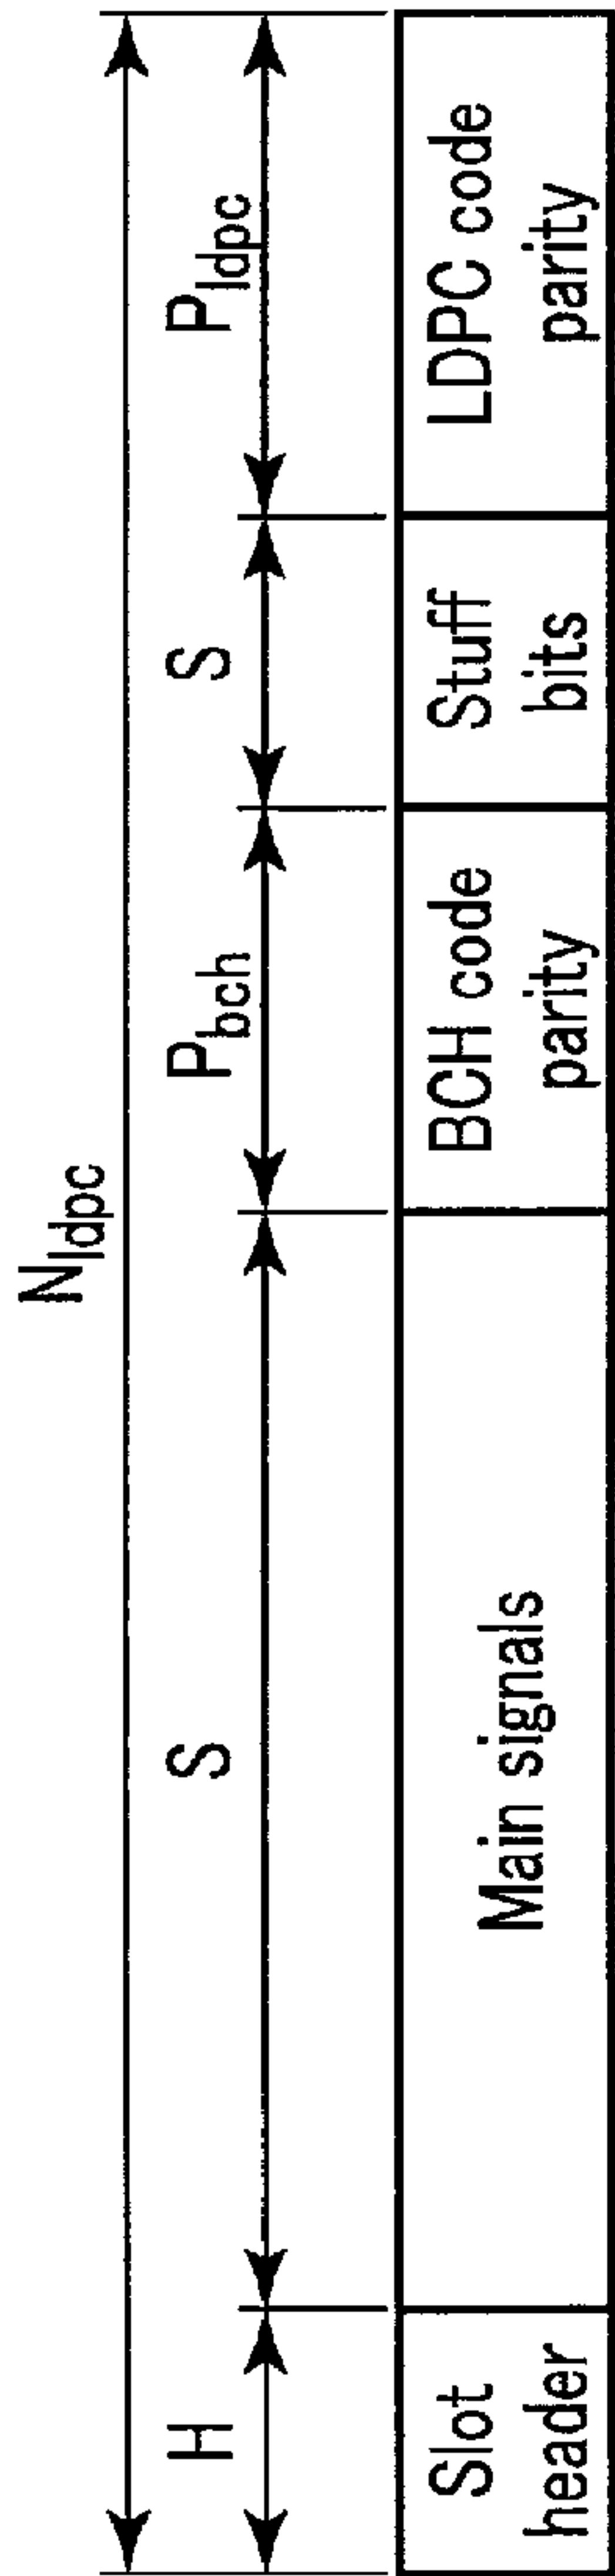 N_ldpc
H
S
P_bch
S
P_ldpc
Slot
header
Main signals
BCH code
parity
Stuff
bits
LDPC code
parity